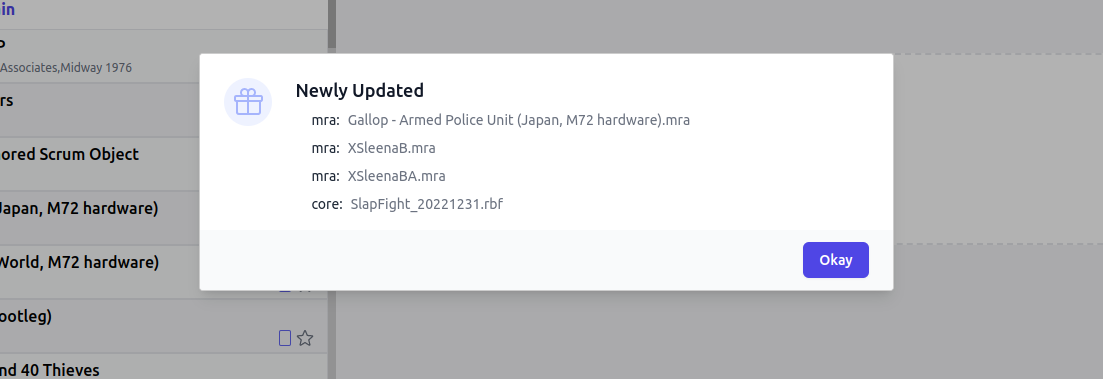 in
Associates,Midway 1976
rs
ored Scrum Object
Japan, M72 hardware)
World, M72 hardware)
ootleg)
nd 40 Thieves
Newly Updated
mra: Gallop - Armed Police Unit (Japan, M72 hardware).mra
mra: XSleenaB.mra
mra: XSleenaBA.mra
core: SlapFight_20221231.rbf
Okay